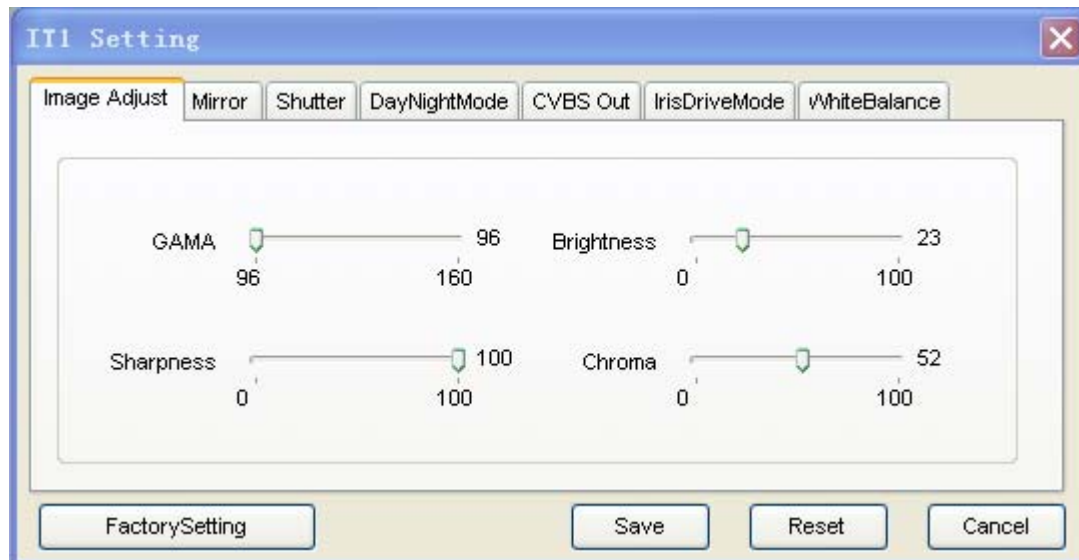 IT1 Setting
Image Adjust Mirror Shutter DayNightMode CVBS Out IrisDriveMode WhiteBalance
GAMA 96 Brightness 23
96 160 0 100
Sharpness 100 Chroma 52
0 100 0 100
FactorySetting Save Reset Cancel